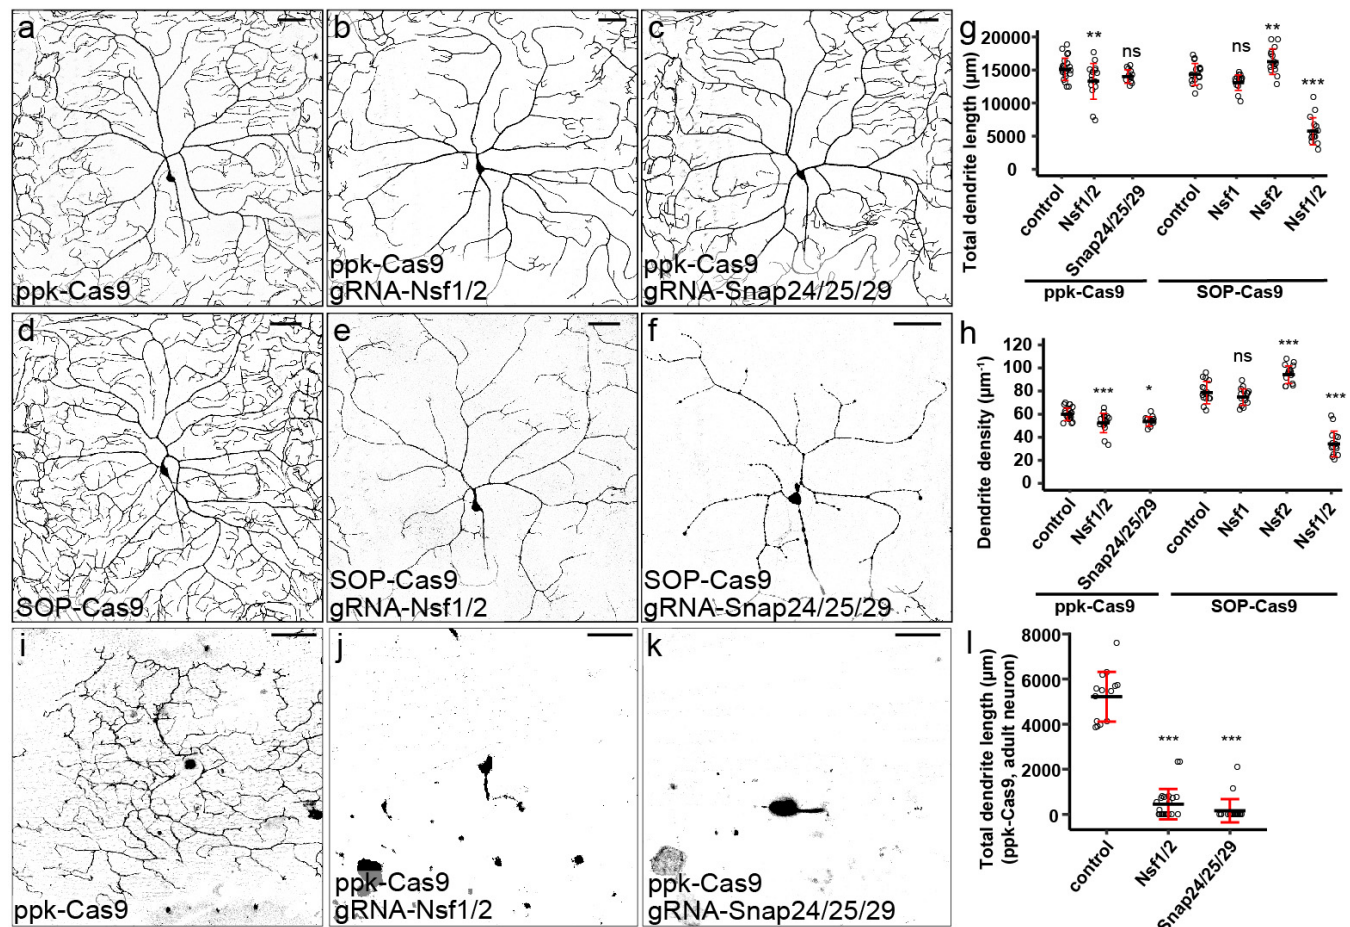 a
ppk-Cas9
b
ppk-Cas9
gRNA-Nsf1/2
c
ppk-Cas9
gRNA-Snap24/25/29
g
Total dendrite length (µm)
20000
15000
10000
5000
0
**
ns
ns
**
***
control
Nsf1/2
Snap24/25/29
control
Nsf1
Nsf2
Nsf1/2
ppk-Cas9
SOP-Cas9
d
SOP-Cas9
e
SOP-Cas9
gRNA-Nsf1/2
f
SOP-Cas9
gRNA-Snap24/25/29
h
Dendrite density (µm⁻¹)
120
100
80
60
40
20
0
***
*
ns
***
***
control
Nsf1/2
Snap24/25/29
control
Nsf1
Nsf2
Nsf1/2
ppk-Cas9
SOP-Cas9
i
ppk-Cas9
j
ppk-Cas9
gRNA-Nsf1/2
k
ppk-Cas9
gRNA-Snap24/25/29
l
Total dendrite length (µm)
(ppk-Cas9, adult neuron)
8000
6000
4000
2000
0
***
***
control
Nsf1/2
Snap24/25/29